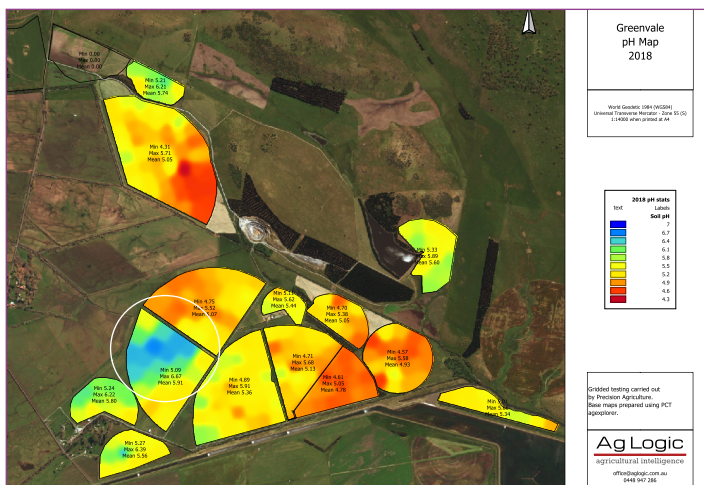 Min 0.00
Max 0.00
Mean 0.00
Min 5.21
Max 6.21
Mean 5.74
Min 4.31
Max 5.71
Mean 5.05
Min 5.33
Max 5.89
Mean 5.60
Min 4.75
Max 5.52
Mean 5.07
Max 5.62
Mean 5.44
Min 4.70
Max 5.38
Mean 5.05
Min 5.09
Max 6.67
Mean 5.91
Min 4.89
Max 5.91
Mean 5.36
Min 4.71
Max 5.68
Mean 5.13
Min 4.61
Max 5.05
Mean 4.78
Min 4.57
Max 5.58
Mean 4.93
Min 5.24
Max 6.22
Mean 5.80
Min 5.27
Max 6.39
Mean 5.56
Mean 5.34
Greenvale
pH Map
2018
World Geodetic 1984 (WGS84)
Universal Transverse Mercator - Zone 55 (S)
1:14000 when printed at A4
2018 pH stats
text Labels
Soil pH
7
6.7
6.4
6.1
5.8
5.5
5.2
4.9
4.6
4.3
Gridded testing carried out
by Precision Agriculture.
Base maps prepared using PCT
agexplorer.
Ag Logic
agricultural intelligence
office@aglogic.com.au
0448 947 286